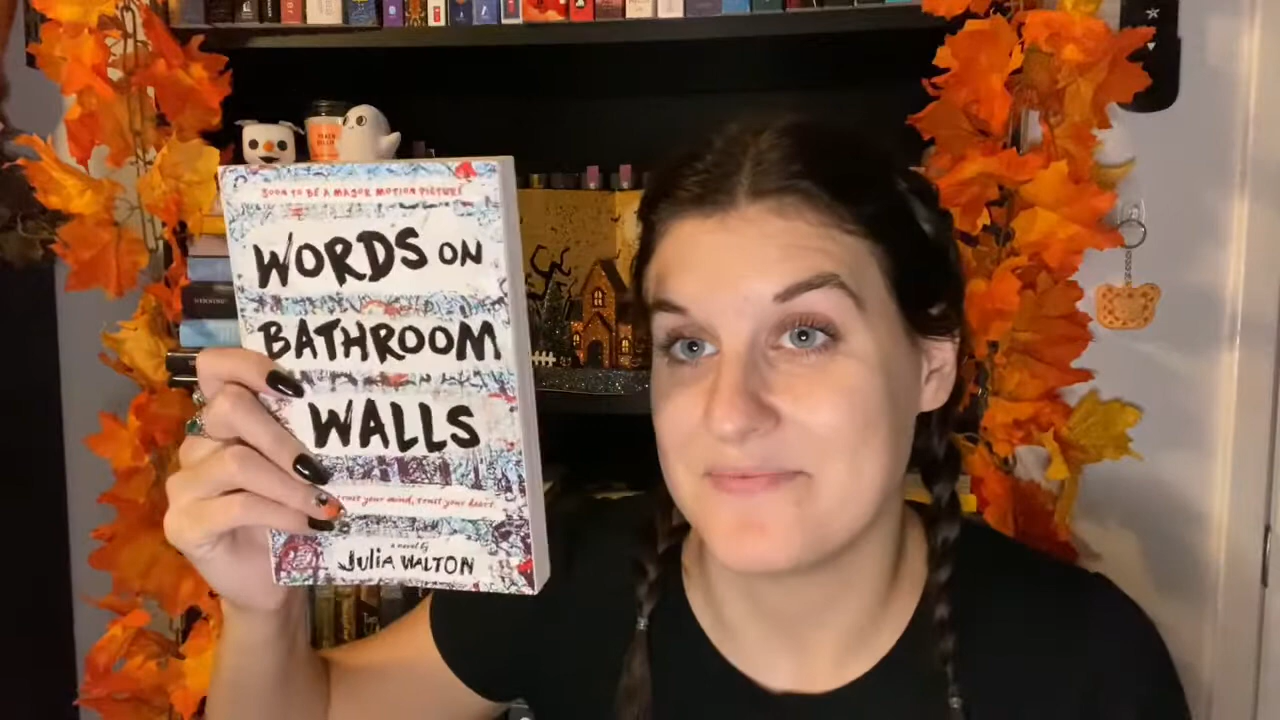 SOON TO BE A MAJOR MOTION PICTURE
WORDS ON
BATHROOM
WALLS
trust your mind, trust your heart.
a novel by
JULIA WALTON